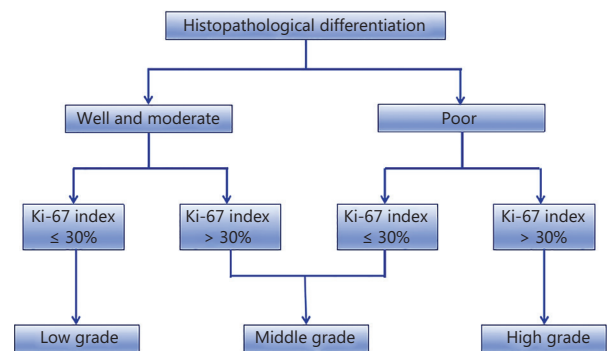 Histopathological differentiation
Well and moderate
Poor
Ki-67 index
≤ 30%
Ki-67 index
> 30%
Ki-67 index
≤ 30%
Ki-67 index
> 30%
Low grade
Middle grade
High grade